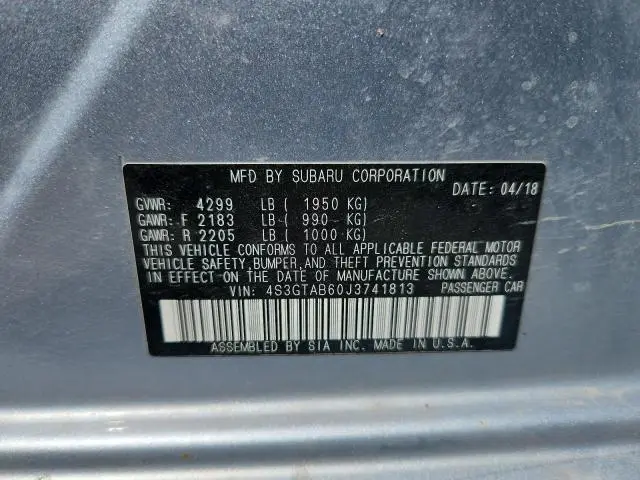 MFD BY SUBARU CORPORATION
DATE: 04/18
GVWR: 4299 LB ( 1950 KG)
GAWR: F 2183 LB ( 990 KG)
GAWR: R 2205 LB ( 1000 KG)
THIS VEHICLE CONFORMS TO ALL APPLICABLE FEDERAL MOTOR
VEHICLE SAFETY,BUMPER,AND THEFT PREVENTION STANDARDS
IN EFFECT ON THE DATE OF MANUFACTURE SHOWN ABOVE.
VIN: 4S3GTAB60J3741813 PASSENGER CAR
ASSEMBLED BY SIA INC. MADE IN U.S.A.